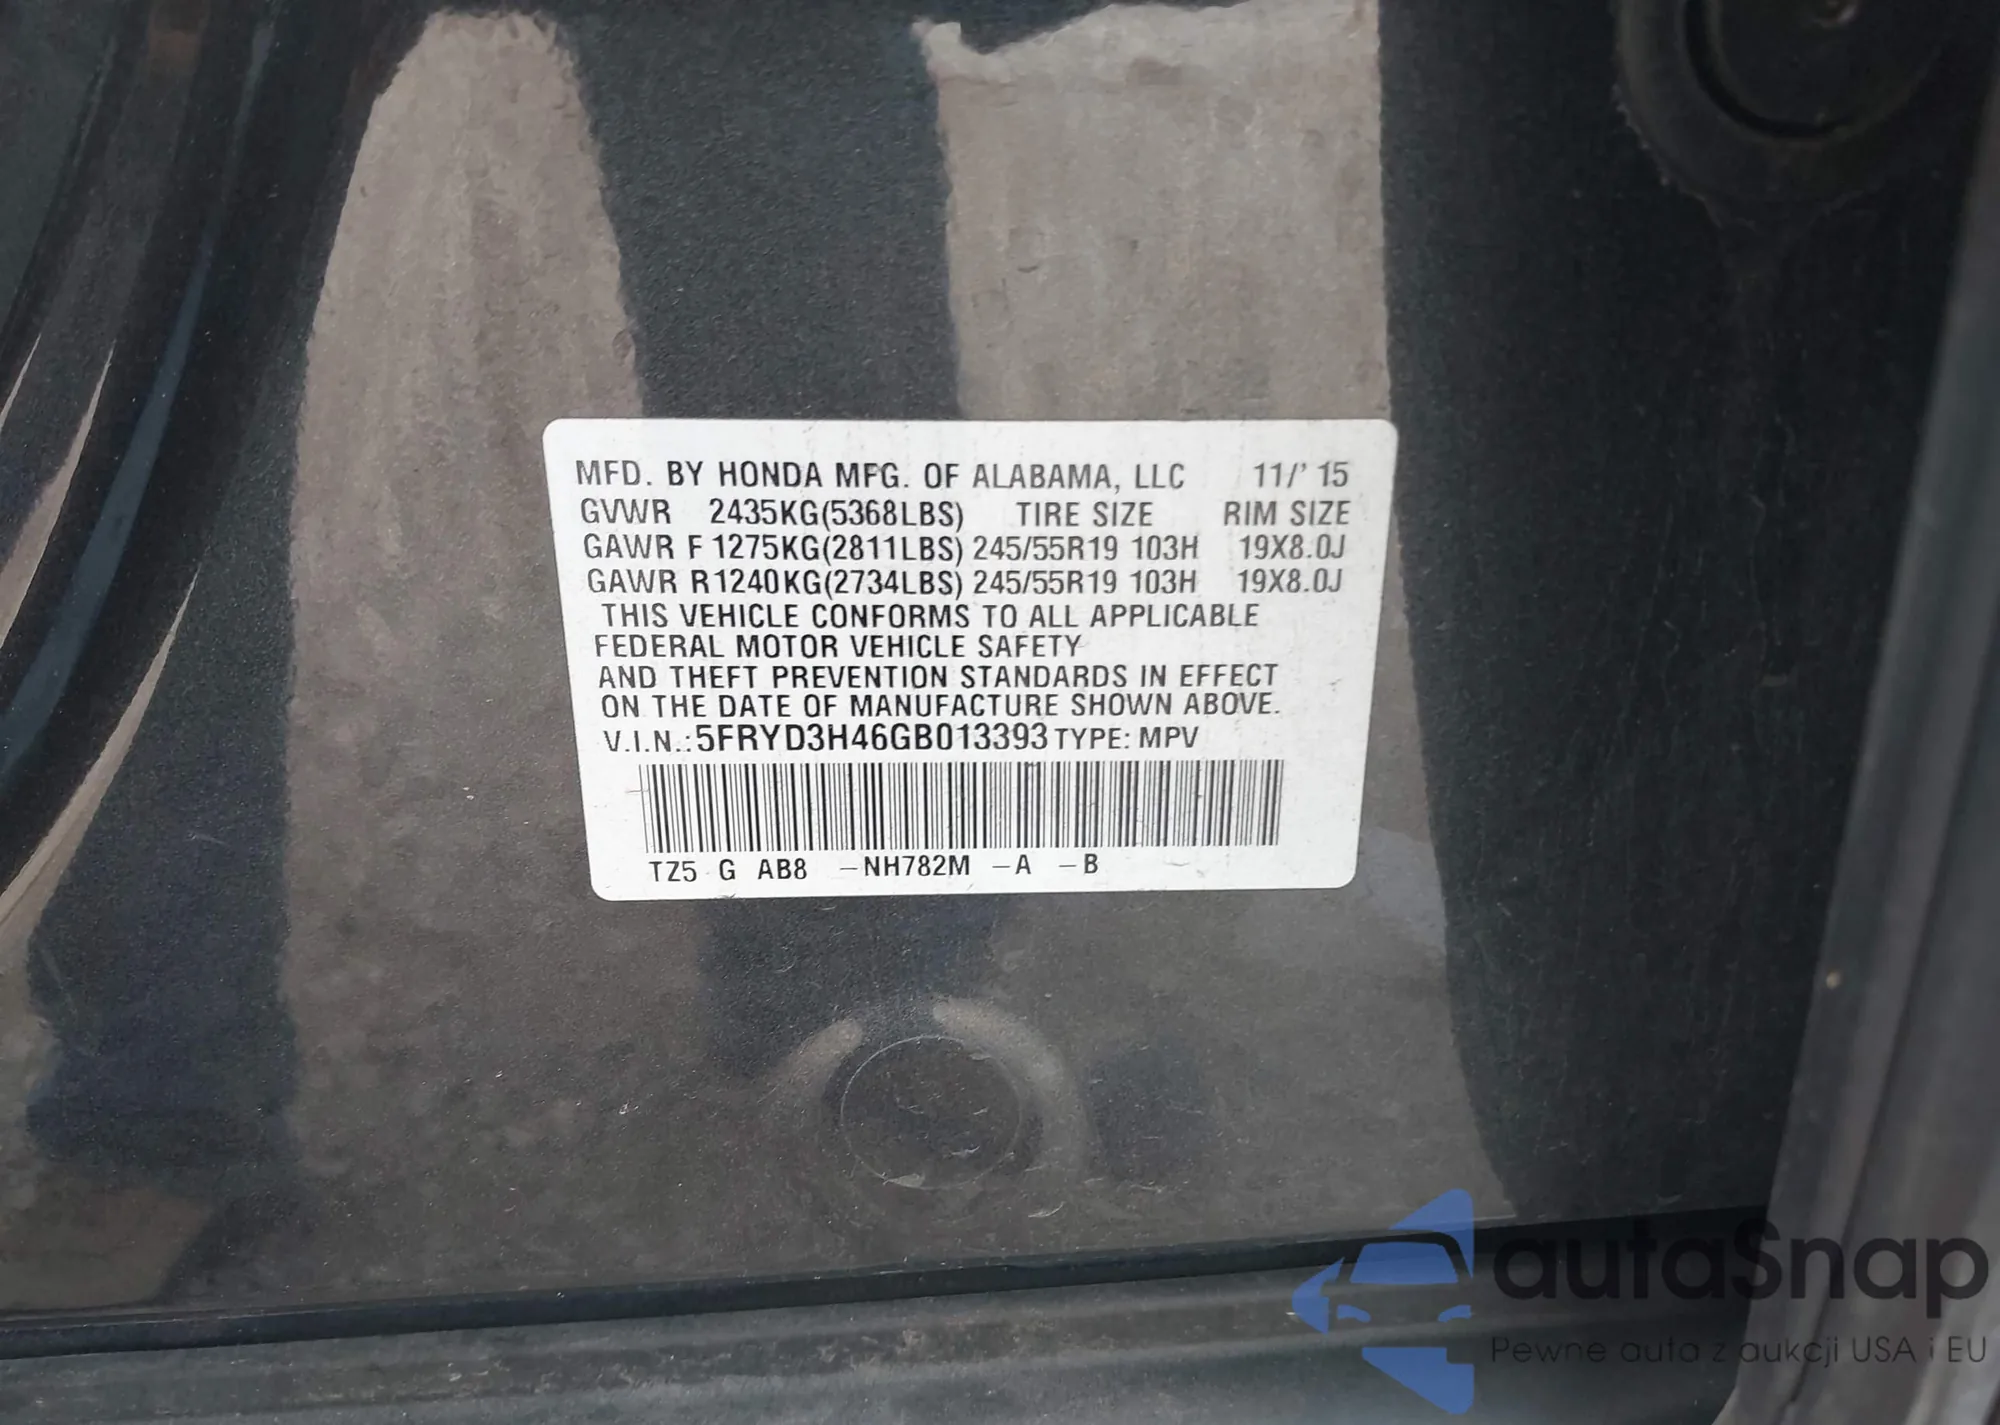 MFD. BY HONDA MFG. OF ALABAMA, LLC 11/' 15
GVWR 2435KG(5368LBS) TIRE SIZE RIM SIZE
GAWR F 1275KG(2811LBS) 245/55R19 103H 19X8.0J
GAWR R 1240KG(2734LBS) 245/55R19 103H 19X8.0J
THIS VEHICLE CONFORMS TO ALL APPLICABLE
FEDERAL MOTOR VEHICLE SAFETY
AND THEFT PREVENTION STANDARDS IN EFFECT
ON THE DATE OF MANUFACTURE SHOWN ABOVE.
V.I.N.: 5FRYD3H46GB013393 TYPE: MPV
TZ5 G AB8 -NH782M -A -B
autaSnap
Pewne auta z aukcji USA i EU